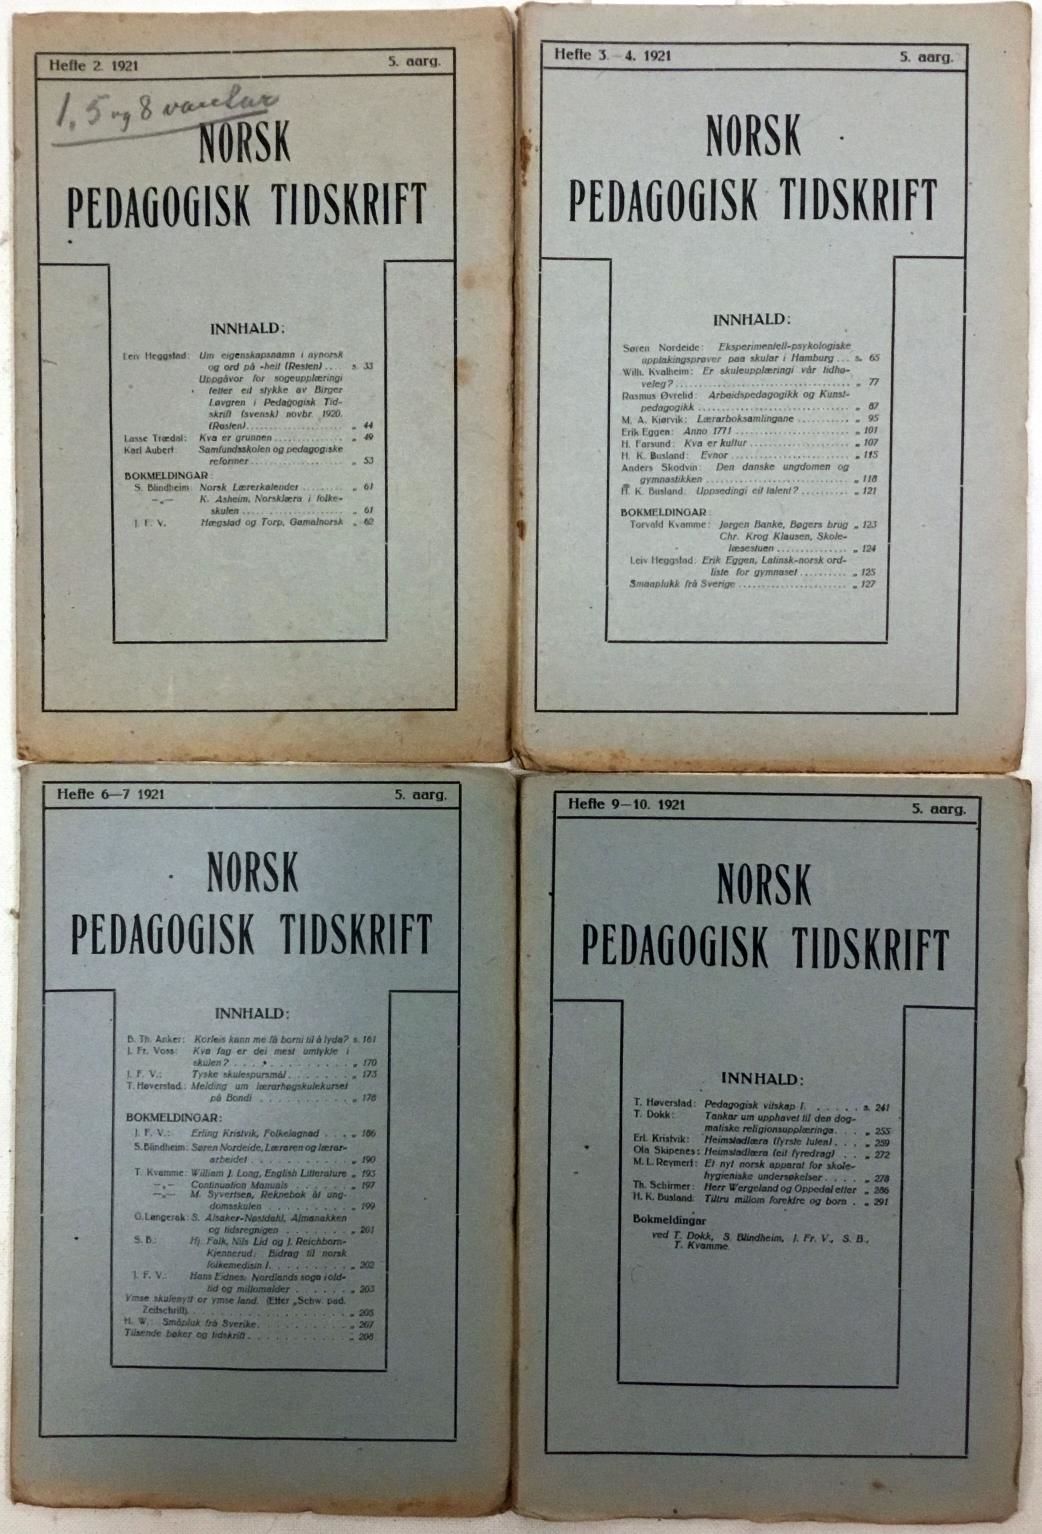 Hefte 2. 1921 5. aarg.
1, 5 og 8 vantar
NORSK
PEDAGOGISK TIDSKRIFT
INNHALD:
Leiv Heggstad: Um eigenskapsnamn i nynorsk
og ord på -heit (Resten) .... s. 33
Uppgåvor for sogeupplæringi
(etter eit stykke av Birger
Løvgren i Pedagogisk Tid-
skrift (svensk) novbr. 1920.
(Resten) .............. „ 44
Lasse Trædal: Kva er grunnen ............ „ 49
Karl Aubert: Samfundsskolen og pedagogiske
reformer ................ „ 53
BOKMELDINGAR:
S. Blindheim: Norsk Lærerkalender ........ „ 61
—„— K. Asheim, Norsklæra i folke-
skulen .................. „ 61
J. F. V. Hægstad og Torp, Gamalnorsk „ 62
Hefte 3.—4. 1921 5. aarg.
NORSK
PEDAGOGISK TIDSKRIFT
INNHALD:
Søren Nordeide: Eksperimentell-psykologiske
upptakingsprøver paa skular i Hamburg ... s. 65
Wilh. Kvalheim: Er skuleupplæringi vår tidhø-
veleg? .......................... „ 77
Rasmus Øvrelid: Arbeidspedagogikk og Kunst-
pedagogikk ...................... „ 87
M. A. Kjørvik: Lærarboksamlingane .......... „ 95
Erik Eggen: Anno 1771 .................. „ 101
H. Farsund: Kva er kultur ................ „ 107
H. K. Busland: Evnor .................... „ 115
Anders Skodvin: Den danske ungdomen og
gymnastikken .................... „ 118
H. K. Busland: Uppsedingi eit talent? ........ „ 121
BOKMELDINGAR:
Torvald Kvamme: Jørgen Banke, Bøgers brug „ 123
Chr. Krog Klausen, Skole-
læsestuen .............. „ 124
Leiv Heggstad: Erik Eggen, Latinsk-norsk ord-
liste for gymnaset .......... „ 125
Smaaplukk frå Sverige .................. „ 127
Hefte 6—7 1921 5. aarg.
NORSK
PEDAGOGISK TIDSKRIFT
INNHALD:
B. Th. Anker: Korleis kann me få borni til å lyda? s. 161
J. Fr. Voss: Kva fag er dei mest umtykte i
skulen? .............. „ 170
J. F. V.: Tyske skulespursmål ........ „ 173
T. Høverstad: Melding um lærarhøgskulekurset
på Bondi ............ „ 178
BOKMELDINGAR:
J. F. V.: Erling Kristvik, Folkelagnad .... „ 186
S. Blindheim: Søren Nordeide, Læraren og lærar-
arbeidet .............. „ 190
T. Kvamme: William J. Long, English Litterature „ 193
—„— Continuation Manuals ...... „ 197
—„— M. Syvertsen, Reknebok åt ung-
domsskulen ............ „ 199
O. Langerak: S. Alsaker-Nøstdahl, Almanakken
og tidsregnigen .......... „ 201
S. B.: Hj. Falk, Nils Lid og J. Reichborn-
Kjennerud: Bidrag til norsk
folkemedisin I. .......... „ 202
J. F. V.: Hans Eidnes: Nordlands soga i old-
tid og millomalder ........ „ 203
Ymse skulenytt or ymse land. (Etter „Schw. päd.
Zeitschrift). .................. „ 205
H. W.: Småpluk frå Sverike. ............ „ 207
Tilsende bøker og tidskrift. ............ „ 208
Hefte 9—10. 1921 5. aarg.
NORSK
PEDAGOGISK TIDSKRIFT
INNHALD:
T. Høverstad: Pedagogisk vitskap I. ...... s. 241
T. Dokk: Tankar um upphavet til den dog-
matiske religionsupplæringa. .. „ 255
Erl. Kristvik: Heimstadlæra (fyrste luten) .. „ 259
Ola Skipenes: Heimstadlæra (eit fyredrag) ... „ 272
M. L. Reymert: Et nyt norsk apparat for skole-
hygieniske undersøkelser .... „ 278
Th. Schirmer: Herr Wergeland og Oppedal etter „ 286
H. K. Busland: Tiltru millom foreldre og born . „ 291
Bokmeldingar
ved T. Dokk, S. Blindheim, J. Fr. V., S. B.,
T. Kvamme.